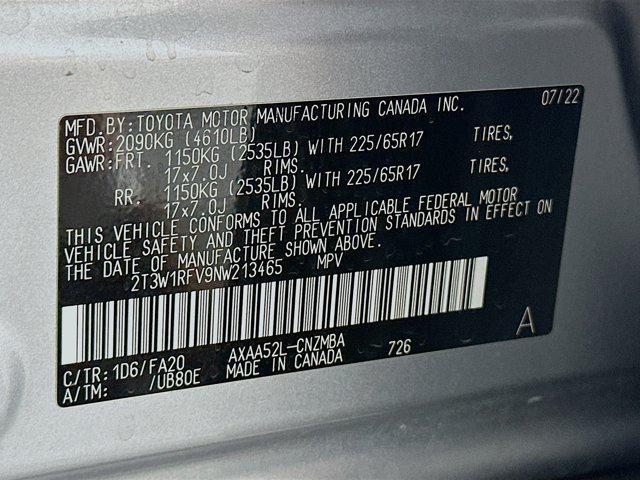 MFD.BY:TOYOTA MOTOR MANUFACTURING CANADA INC. 07/22
GVWR:2090KG (4610LB)
GAWR:FRT. 1150KG (2535LB) WITH 225/65R17 TIRES,
17x7.0J RIMS.
RR. 1150KG (2535LB) WITH 225/65R17 TIRES,
17x7.0J RIMS.
THIS VEHICLE CONFORMS TO ALL APPLICABLE FEDERAL MOTOR
VEHICLE SAFETY AND THEFT PREVENTION STANDARDS IN EFFECT ON
THE DATE OF MANUFACTURE SHOWN ABOVE.
2T3W1RFV9NW213465 MPV
A
C/TR:1D6/FA20 AXAA52L-CNZMBA 726
A/TM: /UB80E MADE IN CANADA